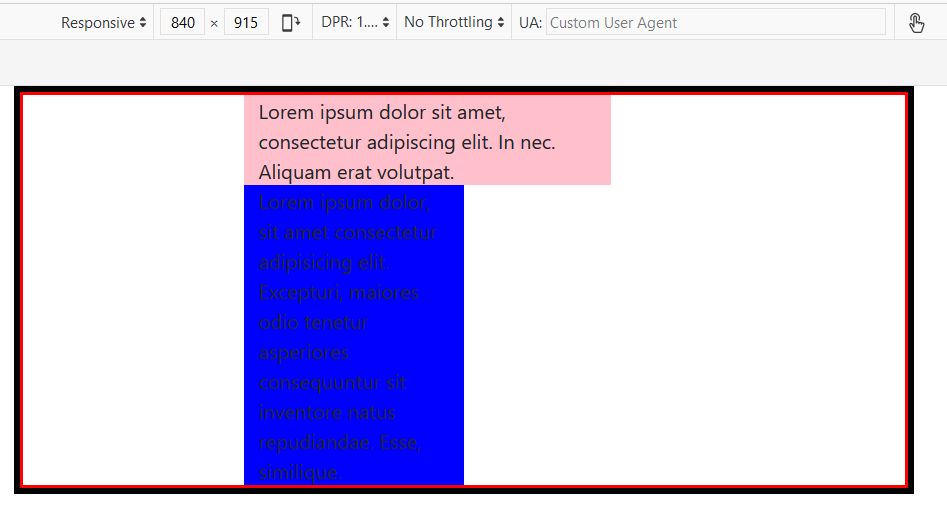 Responsive 840 × 915 DPR: 1.... No Throttling UA: Custom User Agent
Lorem ipsum dolor sit amet,
consectetur adipiscing elit. In nec.
Aliquam erat volutpat.
Lorem ipsum dolor,
sit amet consectetur
adipisicing elit.
Excepturi, maiores
odio tenetur
asperiores
consequuntur sit
inventore natus
repudiandae. Esse,
similique.